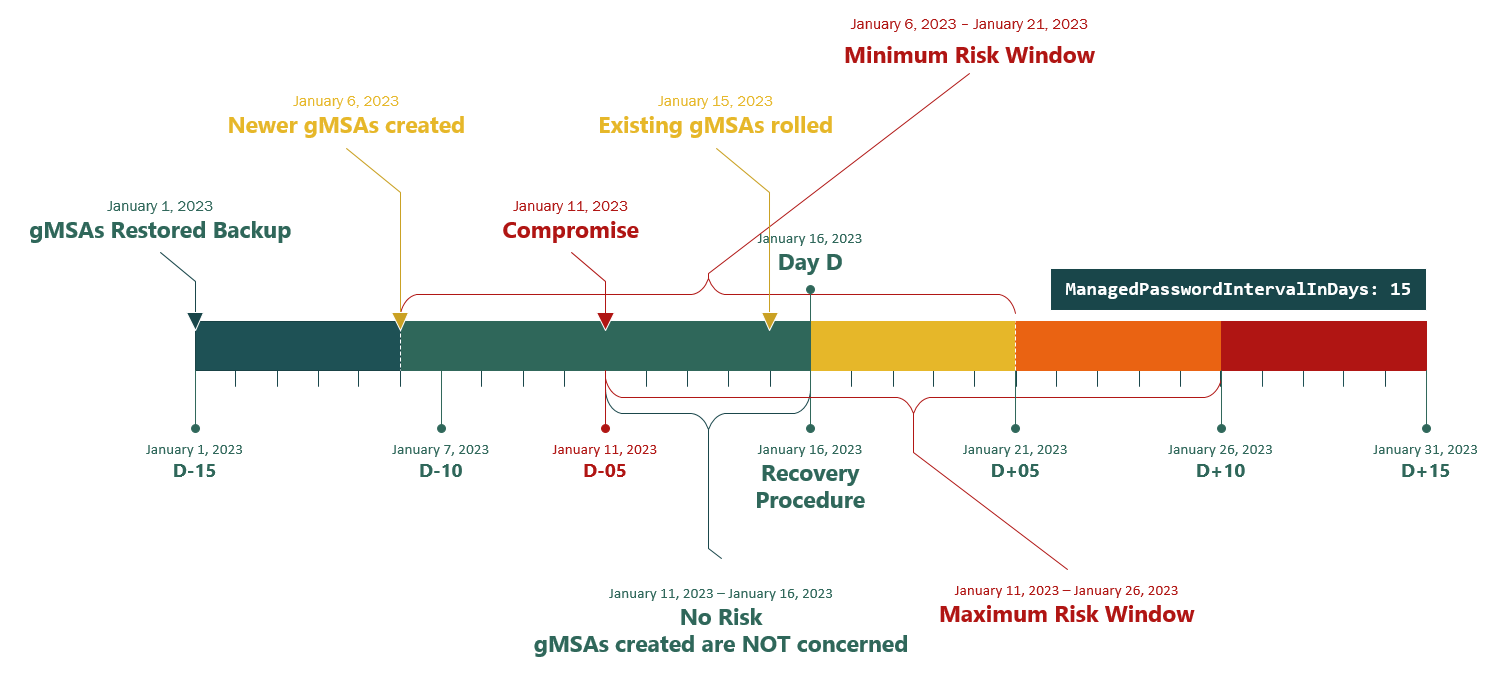 January 6, 2023 – January 21, 2023
Minimum Risk Window
January 6, 2023
Newer gMSAs created
January 15, 2023
Existing gMSAs rolled
January 1, 2023
gMSAs Restored Backup
January 11, 2023
Compromise
January 16, 2023
Day D
ManagedPasswordIntervalInDays: 15
January 1, 2023
D-15
January 7, 2023
D-10
January 11, 2023
D-05
January 16, 2023
Recovery
Procedure
January 21, 2023
D+05
January 26, 2023
D+10
January 31, 2023
D+15
January 11, 2023 – January 16, 2023
No Risk
gMSAs created are NOT concerned
January 11, 2023 – January 26, 2023
Maximum Risk Window